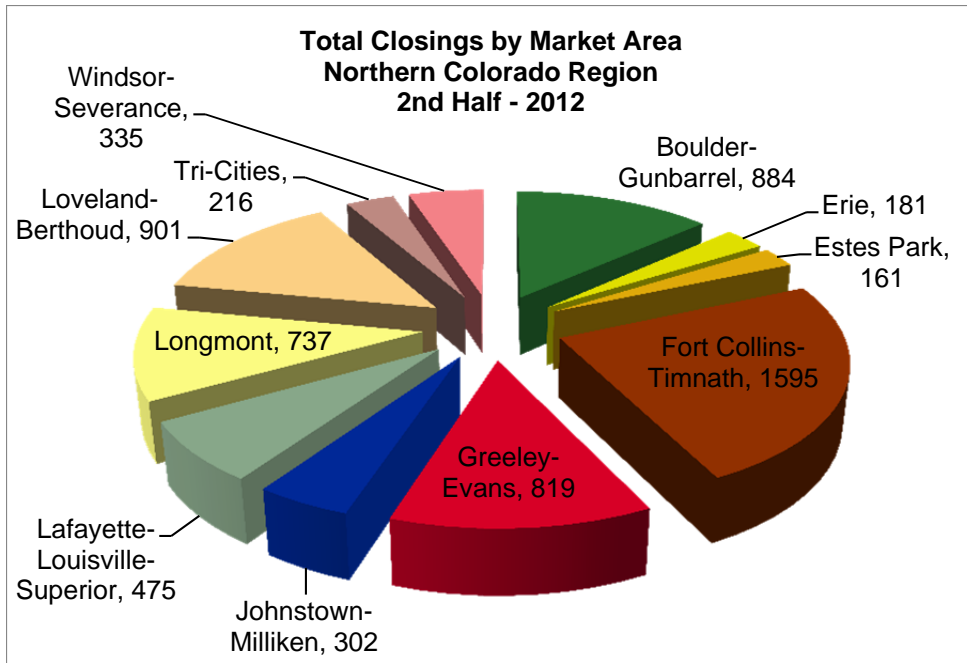 Total Closings by Market Area
Northern Colorado Region
2nd Half - 2012
Windsor-
Severance,
335
Tri-Cities,
216
Loveland-
Berthoud, 901
Boulder-
Gunbarrel, 884
Erie, 181
Estes Park,
161
Longmont, 737
Fort Collins-
Timnath, 1595
Greeley-
Evans, 819
Lafayette-
Louisville-
Superior, 475
Johnstown-
Milliken, 302